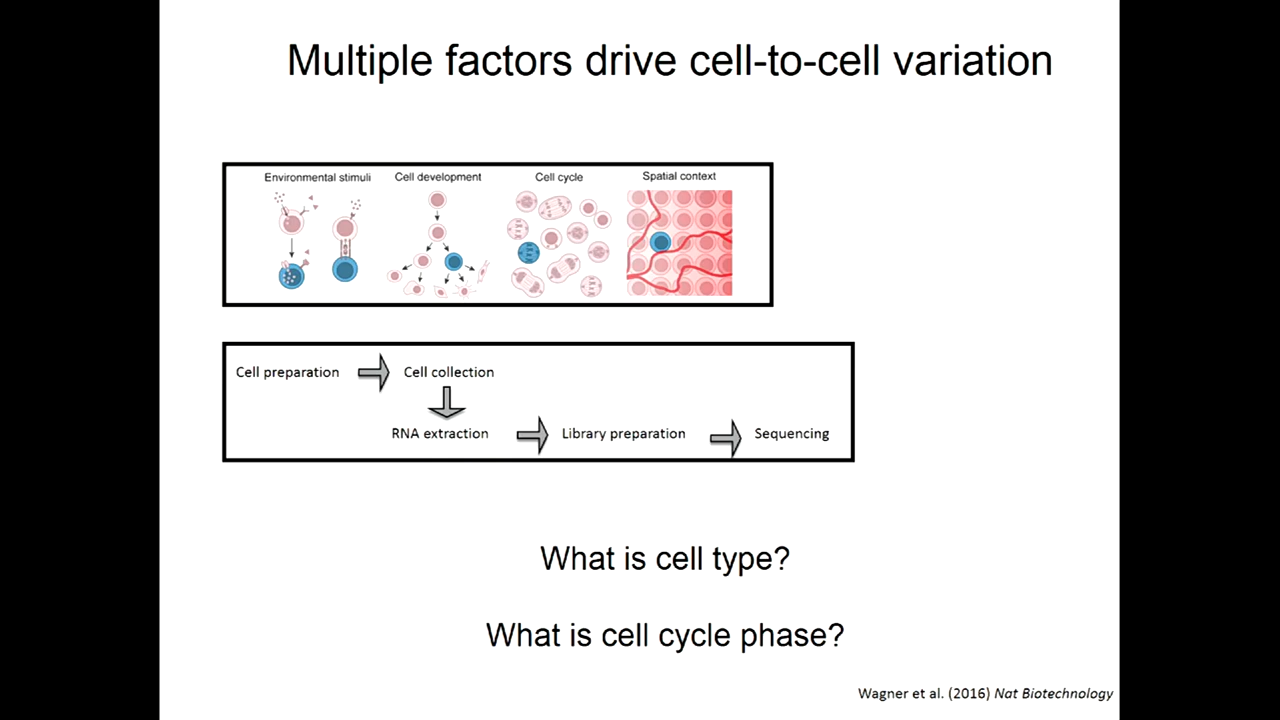 Multiple factors drive cell-to-cell variation
Environmental stimuli
Cell development
Cell cycle
Spatial context
Cell preparation
Cell collection
RNA extraction
Library preparation
Sequencing
What is cell type?
What is cell cycle phase?
Wagner et al. (2016) Nat Biotechnology